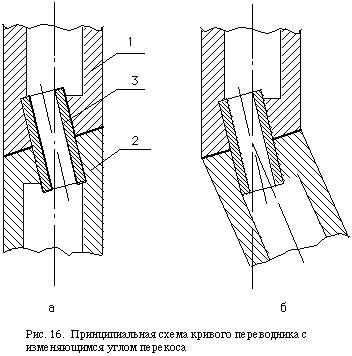 1
3
2
а
б
Рис. 16. Принципиальная схема кривого переводника с
изменяющимся углом перекоса